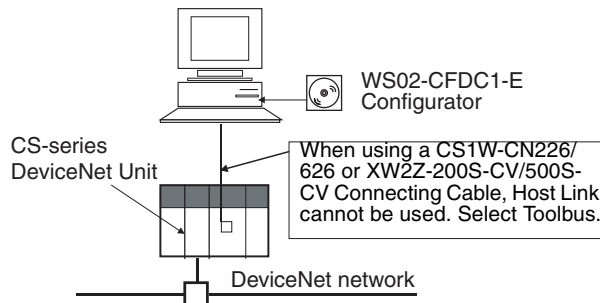 WS02-CFDC1-E
Configurator
CS-series
DeviceNet Unit
When using a CS1W-CN226/
626 or XW2Z-200S-CV/500S-
CV Connecting Cable, Host Link
cannot be used. Select Toolbus.
DeviceNet network